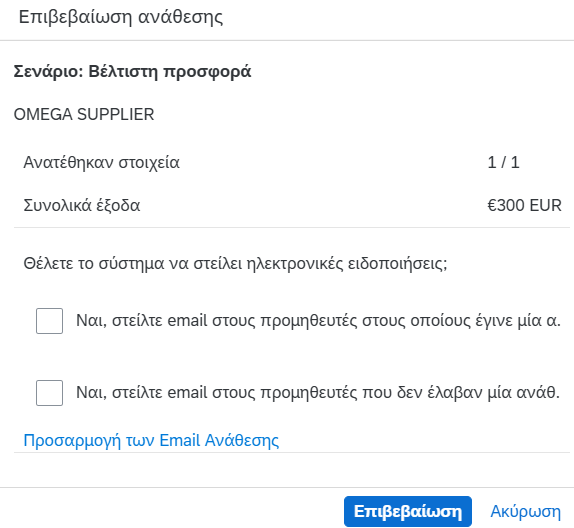 Επιβεβαίωση ανάθεσης
Σενάριο: Βέλτιστη προσφορά
OMEGA SUPPLIER
Ανατέθηκαν στοιχεία 1 / 1
Συνολικά έξοδα €300 EUR
Θέλετε το σύστημα να στείλει ηλεκτρονικές ειδοποιήσεις;
Ναι, στείλτε email στους προμηθευτές στους οποίους έγινε μία α.
Ναι, στείλτε email στους προμηθευτές που δεν έλαβαν μία ανάθ.
Προσαρμογή των Email Ανάθεσης
Επιβεβαίωση Ακύρωση